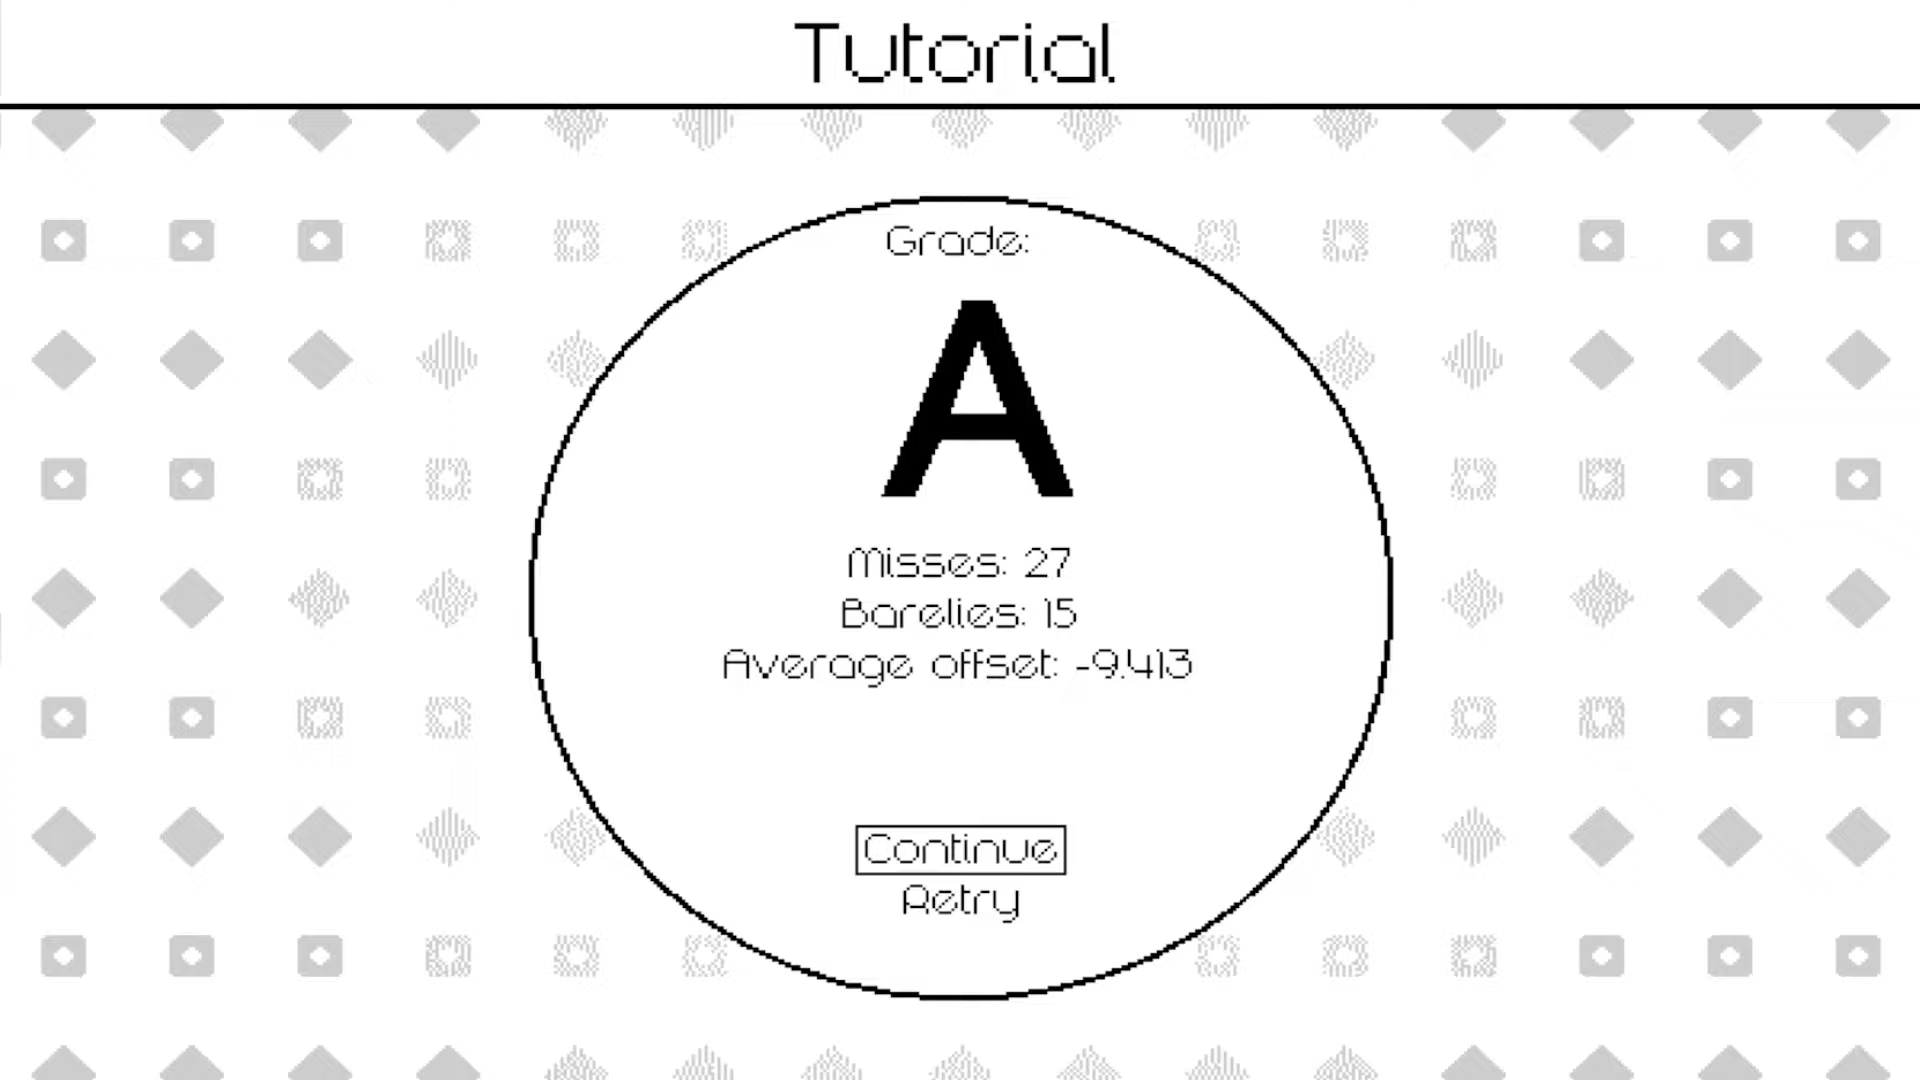 Tutorial
Grade:
A
Misses: 27
Barelies: 15
Average offset: -9.413
Continue
Retry